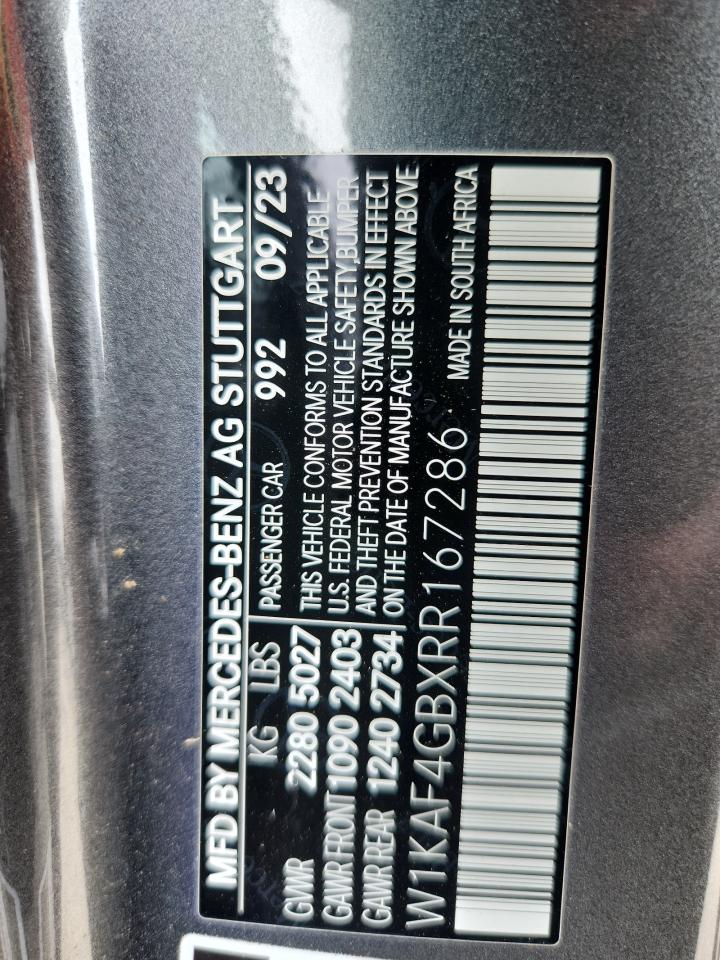 MFD BY MERCEDES-BENZ AG STUTTGART
KG LBS
GVWR 2280 5027
GAWR FRONT 1090 2403
GAWR REAR 1240 2734
PASSENGER CAR 992 09/23
THIS VEHICLE CONFORMS TO ALL APPLICABLE
U.S. FEDERAL MOTOR VEHICLE SAFETY,BUMPER
AND THEFT PREVENTION STANDARDS IN EFFECT
ON THE DATE OF MANUFACTURE SHOWN ABOVE
W1KAF4GBXRR167286
MADE IN SOUTH AFRICA